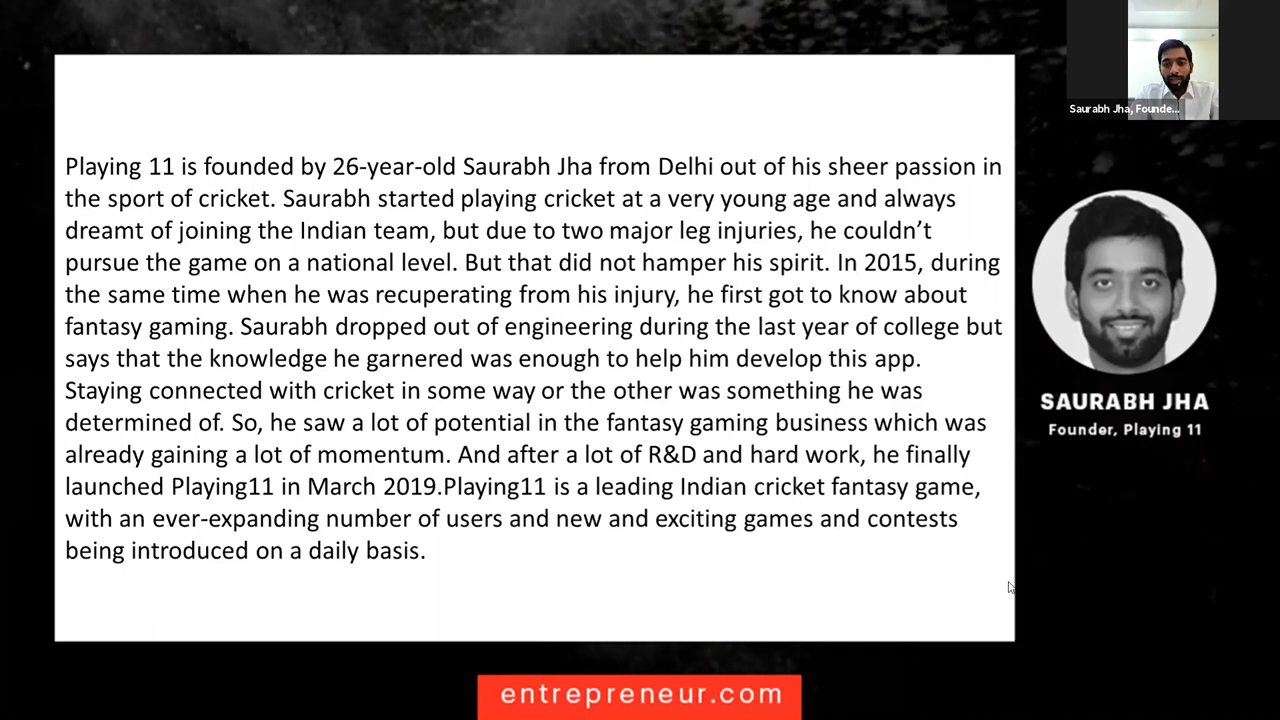 Saurabh Jha, Founde...
Playing 11 is founded by 26-year-old Saurabh Jha from Delhi out of his sheer passion in
the sport of cricket. Saurabh started playing cricket at a very young age and always
dreamt of joining the Indian team, but due to two major leg injuries, he couldn’t
pursue the game on a national level. But that did not hamper his spirit. In 2015, during
the same time when he was recuperating from his injury, he first got to know about
fantasy gaming. Saurabh dropped out of engineering during the last year of college but
says that the knowledge he garnered was enough to help him develop this app.
Staying connected with cricket in some way or the other was something he was
determined of. So, he saw a lot of potential in the fantasy gaming business which was
already gaining a lot of momentum. And after a lot of R&D and hard work, he finally
launched Playing11 in March 2019.Playing11 is a leading Indian cricket fantasy game,
with an ever-expanding number of users and new and exciting games and contests
being introduced on a daily basis.
SAURABH JHA
Founder, Playing 11
entrepreneur.com